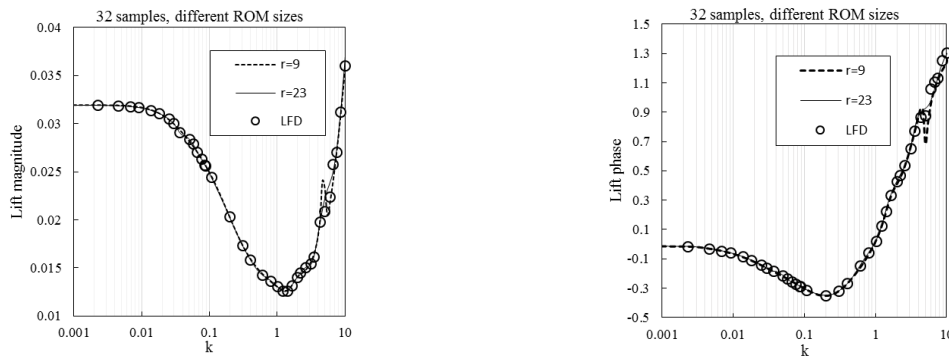 32 samples, different ROM sizes
0.04
0.035
0.03
0.025
0.02
0.015
0.01
Lift magnitude
r=9
r=23
LFD
0.001
0.01
0.1
1
10
k
32 samples, different ROM sizes
1.5
1.3
1.1
0.9
0.7
0.5
0.3
0.1
-0.1
-0.3
-0.5
Lift phase
r=9
r=23
LFD
0.001
0.01
0.1
1
10
k